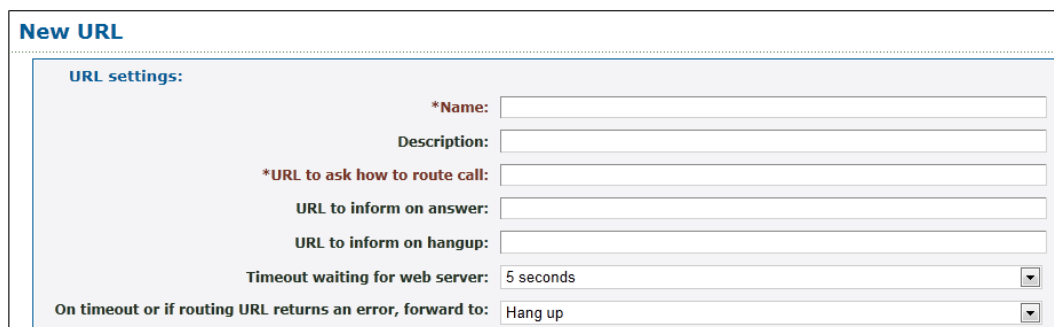 New URL
URL settings:
*Name:
Description:
*URL to ask how to route call:
URL to inform on answer:
URL to inform on hangup:
Timeout waiting for web server: 5 seconds
On timeout or if routing URL returns an error, forward to: Hang up